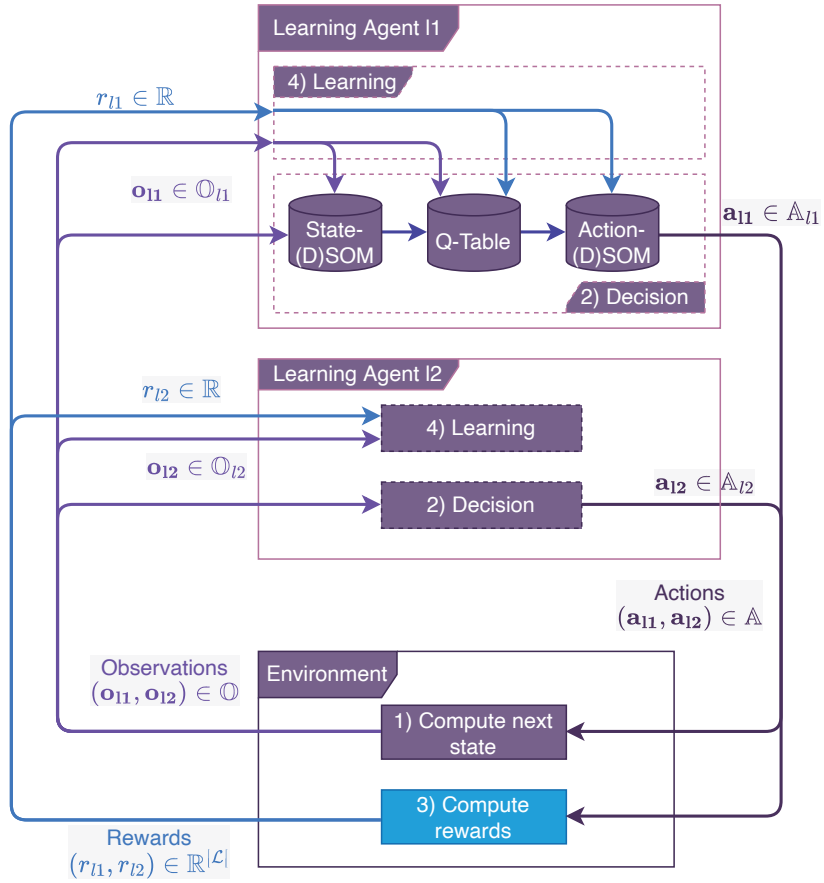 Learning Agent l1
4) Learning
r_{l1} ∈ ℝ
𝐨_{𝐥𝟏} ∈ 𝕆_{l1}
𝐚_{𝐥𝟏} ∈ 𝔸_{l1}
State-
(D)SOM
Q-Table
Action-
(D)SOM
2) Decision
Learning Agent l2
r_{l2} ∈ ℝ
4) Learning
𝐨_{𝐥𝟐} ∈ 𝕆_{l2}
𝐚_{𝐥𝟐} ∈ 𝔸_{l2}
2) Decision
Actions
(𝐚_{𝐥𝟏}, 𝐚_{𝐥𝟐}) ∈ 𝔸
Observations
(𝐨_{𝐥𝟏}, 𝐨_{𝐥𝟐}) ∈ 𝕆
Environment
1) Compute next
state
3) Compute
rewards
Rewards
(r_{l1}, r_{l2}) ∈ ℝ^{|ℒ|}